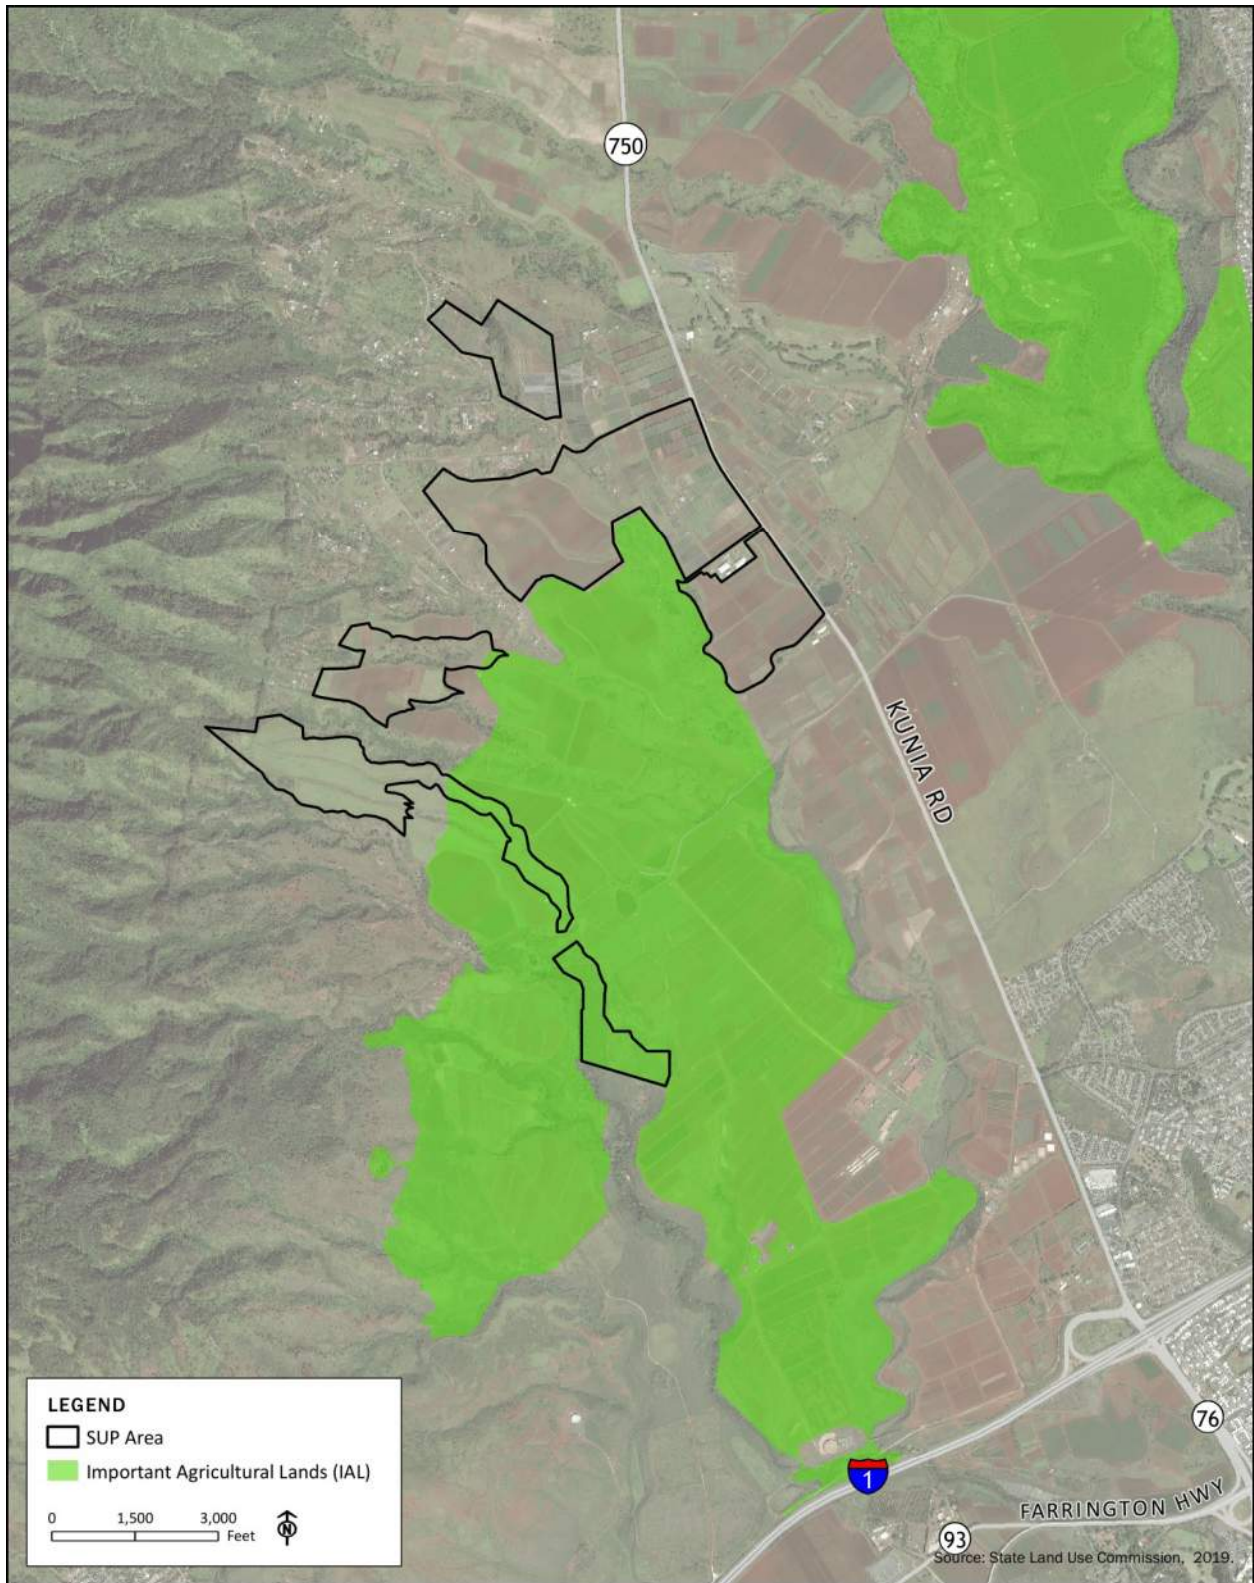 750
KUNIA RD
76
1
FARRINGTON HWY
93
Source: State Land Use Commission, 2019.
LEGEND
SUP Area
Important Agricultural Lands (IAL)
0 1,500 3,000
Feet
N